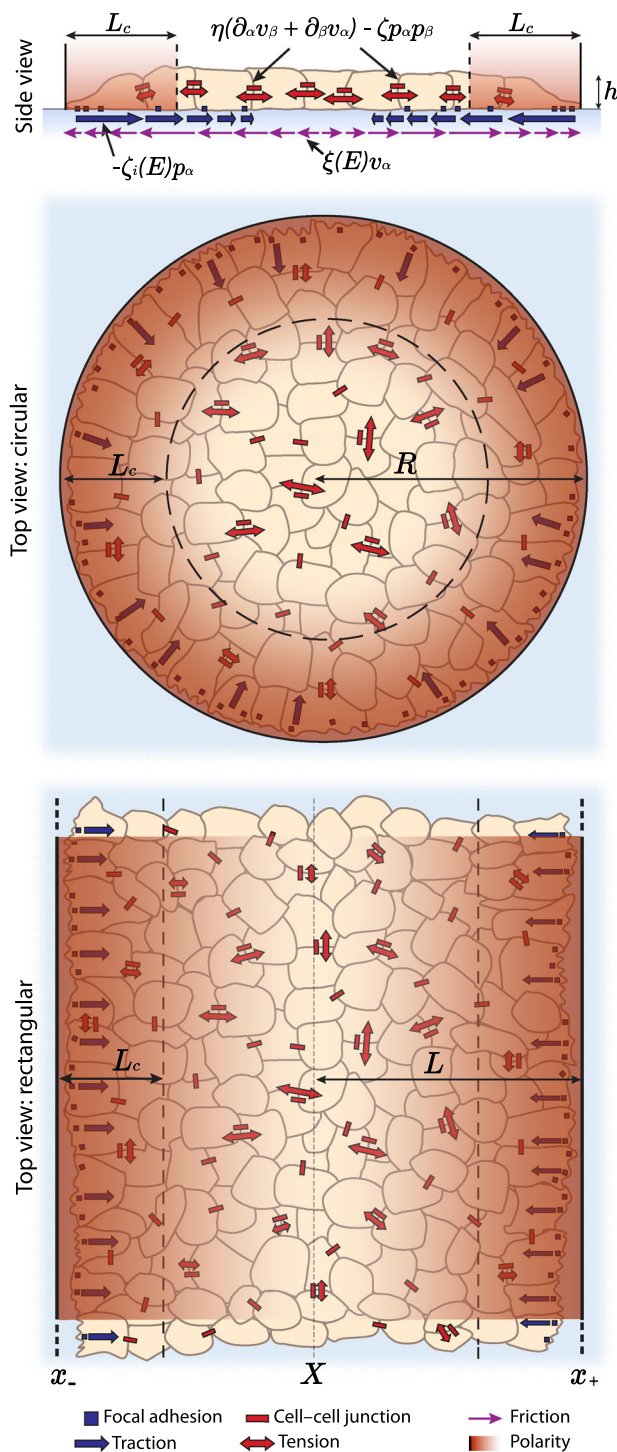 L_c
η(∂_αv_β + ∂_βv_α) - ζp_αp_β
L_c
Side view
h
-ζ_i(E)p_α
ξ(E)v_α
Top view: circular
L_c
R
Top view: rectangular
L_c
L
x_-
X
x_+
Focal adhesion
Cell–cell junction
Friction
Traction
Tension
Polarity